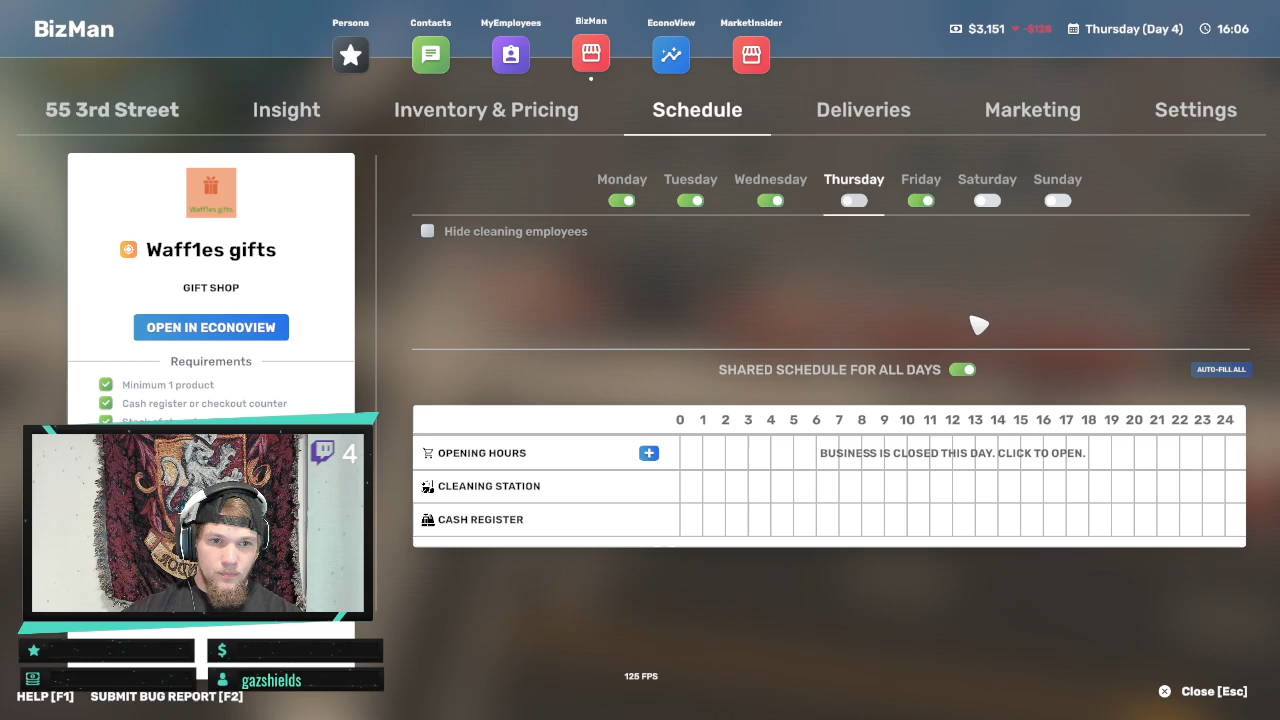 BizMan
Persona
Contacts
MyEmployees
BizMan
EconoView
MarketInsider
$3,151
-$128
Thursday (Day 4)
16:06
55 3rd Street
Insight
Inventory & Pricing
Schedule
Deliveries
Marketing
Settings
Waff1es gifts
Waff1es gifts
GIFT SHOP
OPEN IN ECONOVIEW
Requirements
Minimum 1 product
Cash register or checkout counter
Monday
Tuesday
Wednesday
Thursday
Friday
Saturday
Sunday
Hide cleaning employees
SHARED SCHEDULE FOR ALL DAYS
AUTO-FILL ALL
0 1 2 3 4 5 6 7 8 9 10 11 12 13 14 15 16 17 18 19 20 21 22 23 24
OPENING HOURS
BUSINESS IS CLOSED THIS DAY. CLICK TO OPEN.
CLEANING STATION
CASH REGISTER
4
gazshields
HELP [F1]
SUBMIT BUG REPORT [F2]
125 FPS
Close [Esc]